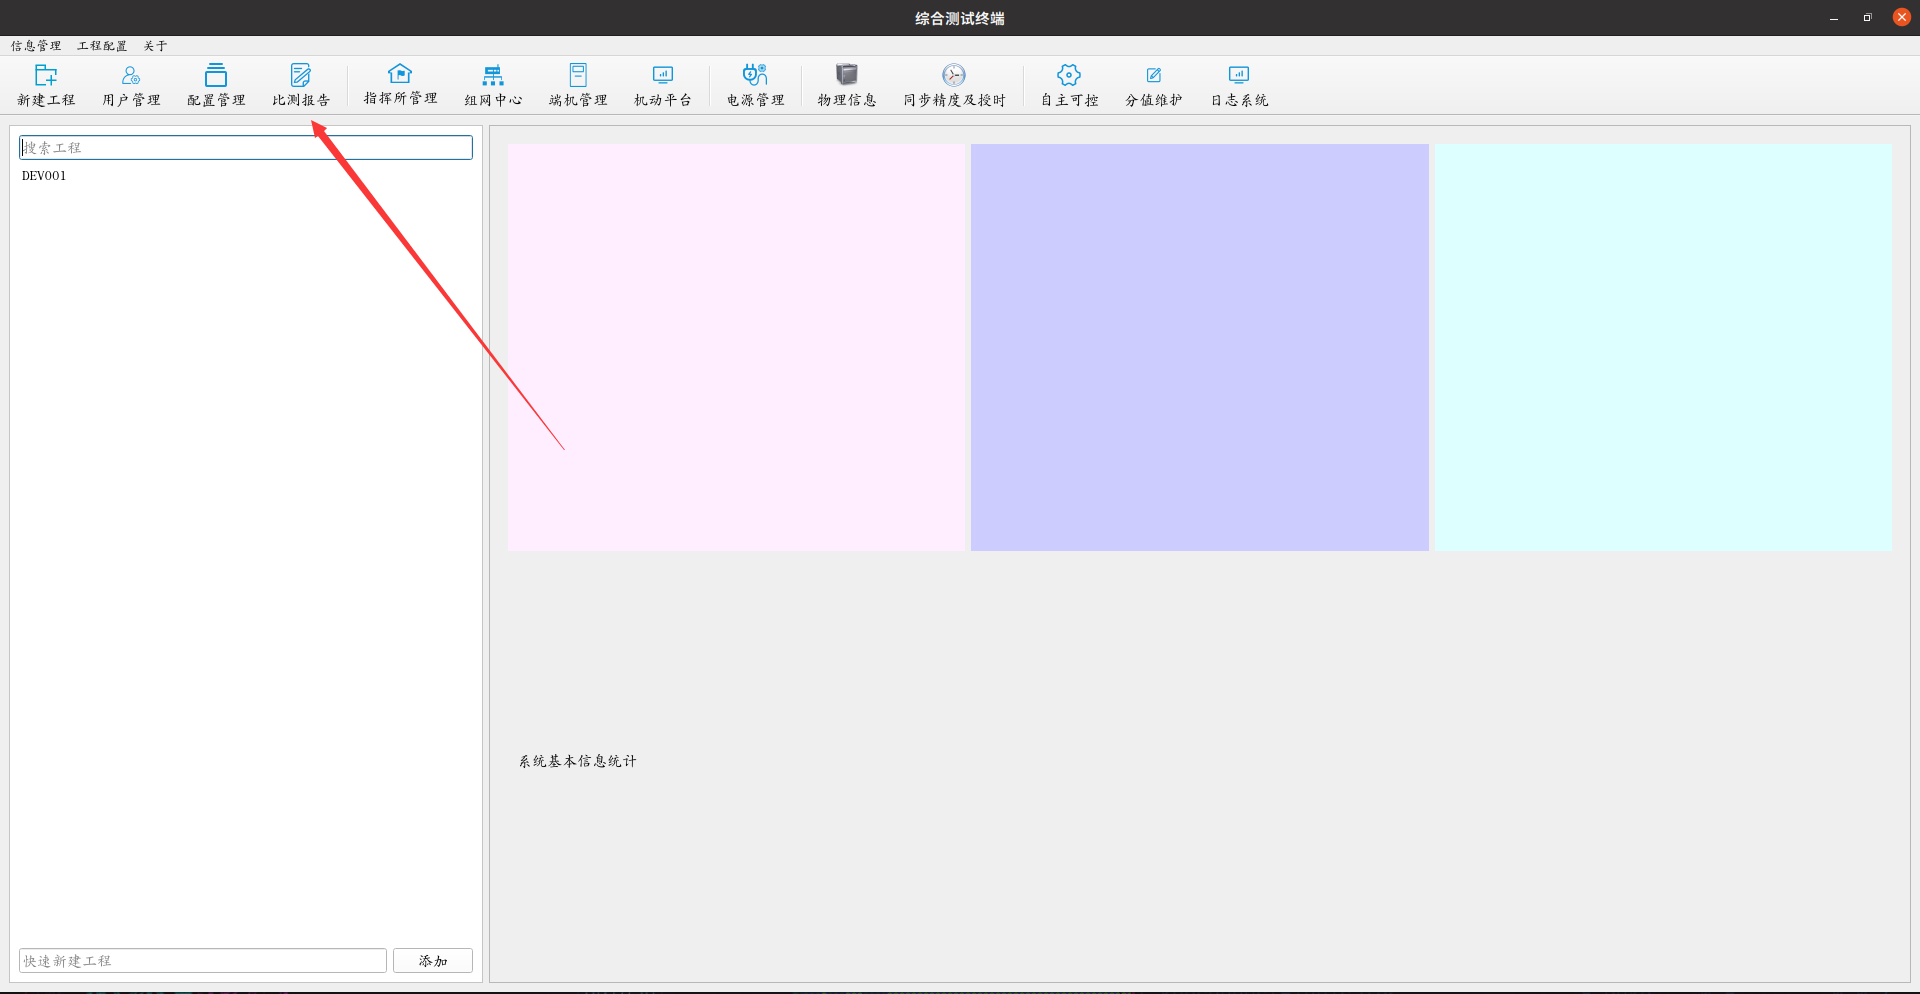 综合测试终端
信息管理 工程配置 关于
新建工程 用户管理 配置管理 比测报告 指挥所管理 组网中心 端机管理 机动平台 电源管理 物理信息 同步精度及授时 自主可控 分值维护 日志系统
搜索工程
DEV001
系统基本信息统计
快速新建工程 添加